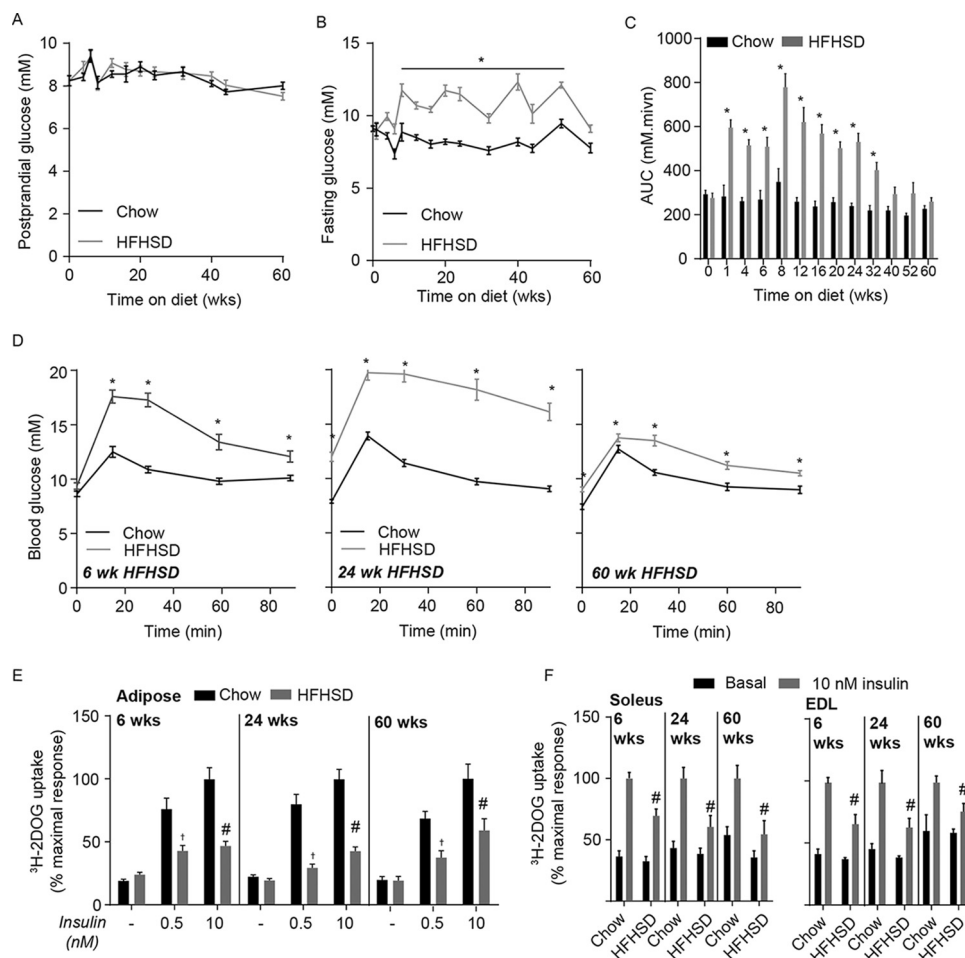 A
Postprandial glucose (mM)
10
8
6
4
2
0
Chow
HFHSD
0 20 40 60
Time on diet (wks)
B
Fasting glucose (mM)
15
10
5
0
*
Chow
HFHSD
0 20 40 60
Time on diet (wks)
C
Chow HFHSD
AUC (mM.mivn)
1000
800
600
400
200
0
* * * * * * * * *
0 1 4 6 8 12 16 20 24 32 40 52 60
Time on diet (wks)
D
Blood glucose (mM)
20
15
10
5
0
* * * *
Chow
HFHSD
6 wk HFHSD
0 20 40 60 80
Time (min)
* * * * *
Chow
HFHSD
24 wk HFHSD
0 20 40 60 80
Time (min)
* * * * *
60 wk HFHSD
0 20 40 60 80
Time (min)
E
Adipose Chow HFHSD
³H-2DOG uptake
(% maximal response)
150
100
50
0
6 wks 24 wks 60 wks
† # † # † #
Insulin
(nM)
- 0.5 10 - 0.5 10 - 0.5 10
F
Basal 10 nM insulin
Soleus
6
wks
24
wks
60
wks
³H-2DOG uptake
(% maximal response)
150
100
50
0
# # #
Chow HFHSD Chow HFHSD Chow HFHSD
EDL
6
wks
24
wks
60
wks
# # #
Chow HFHSD Chow HFHSD Chow HFHSD